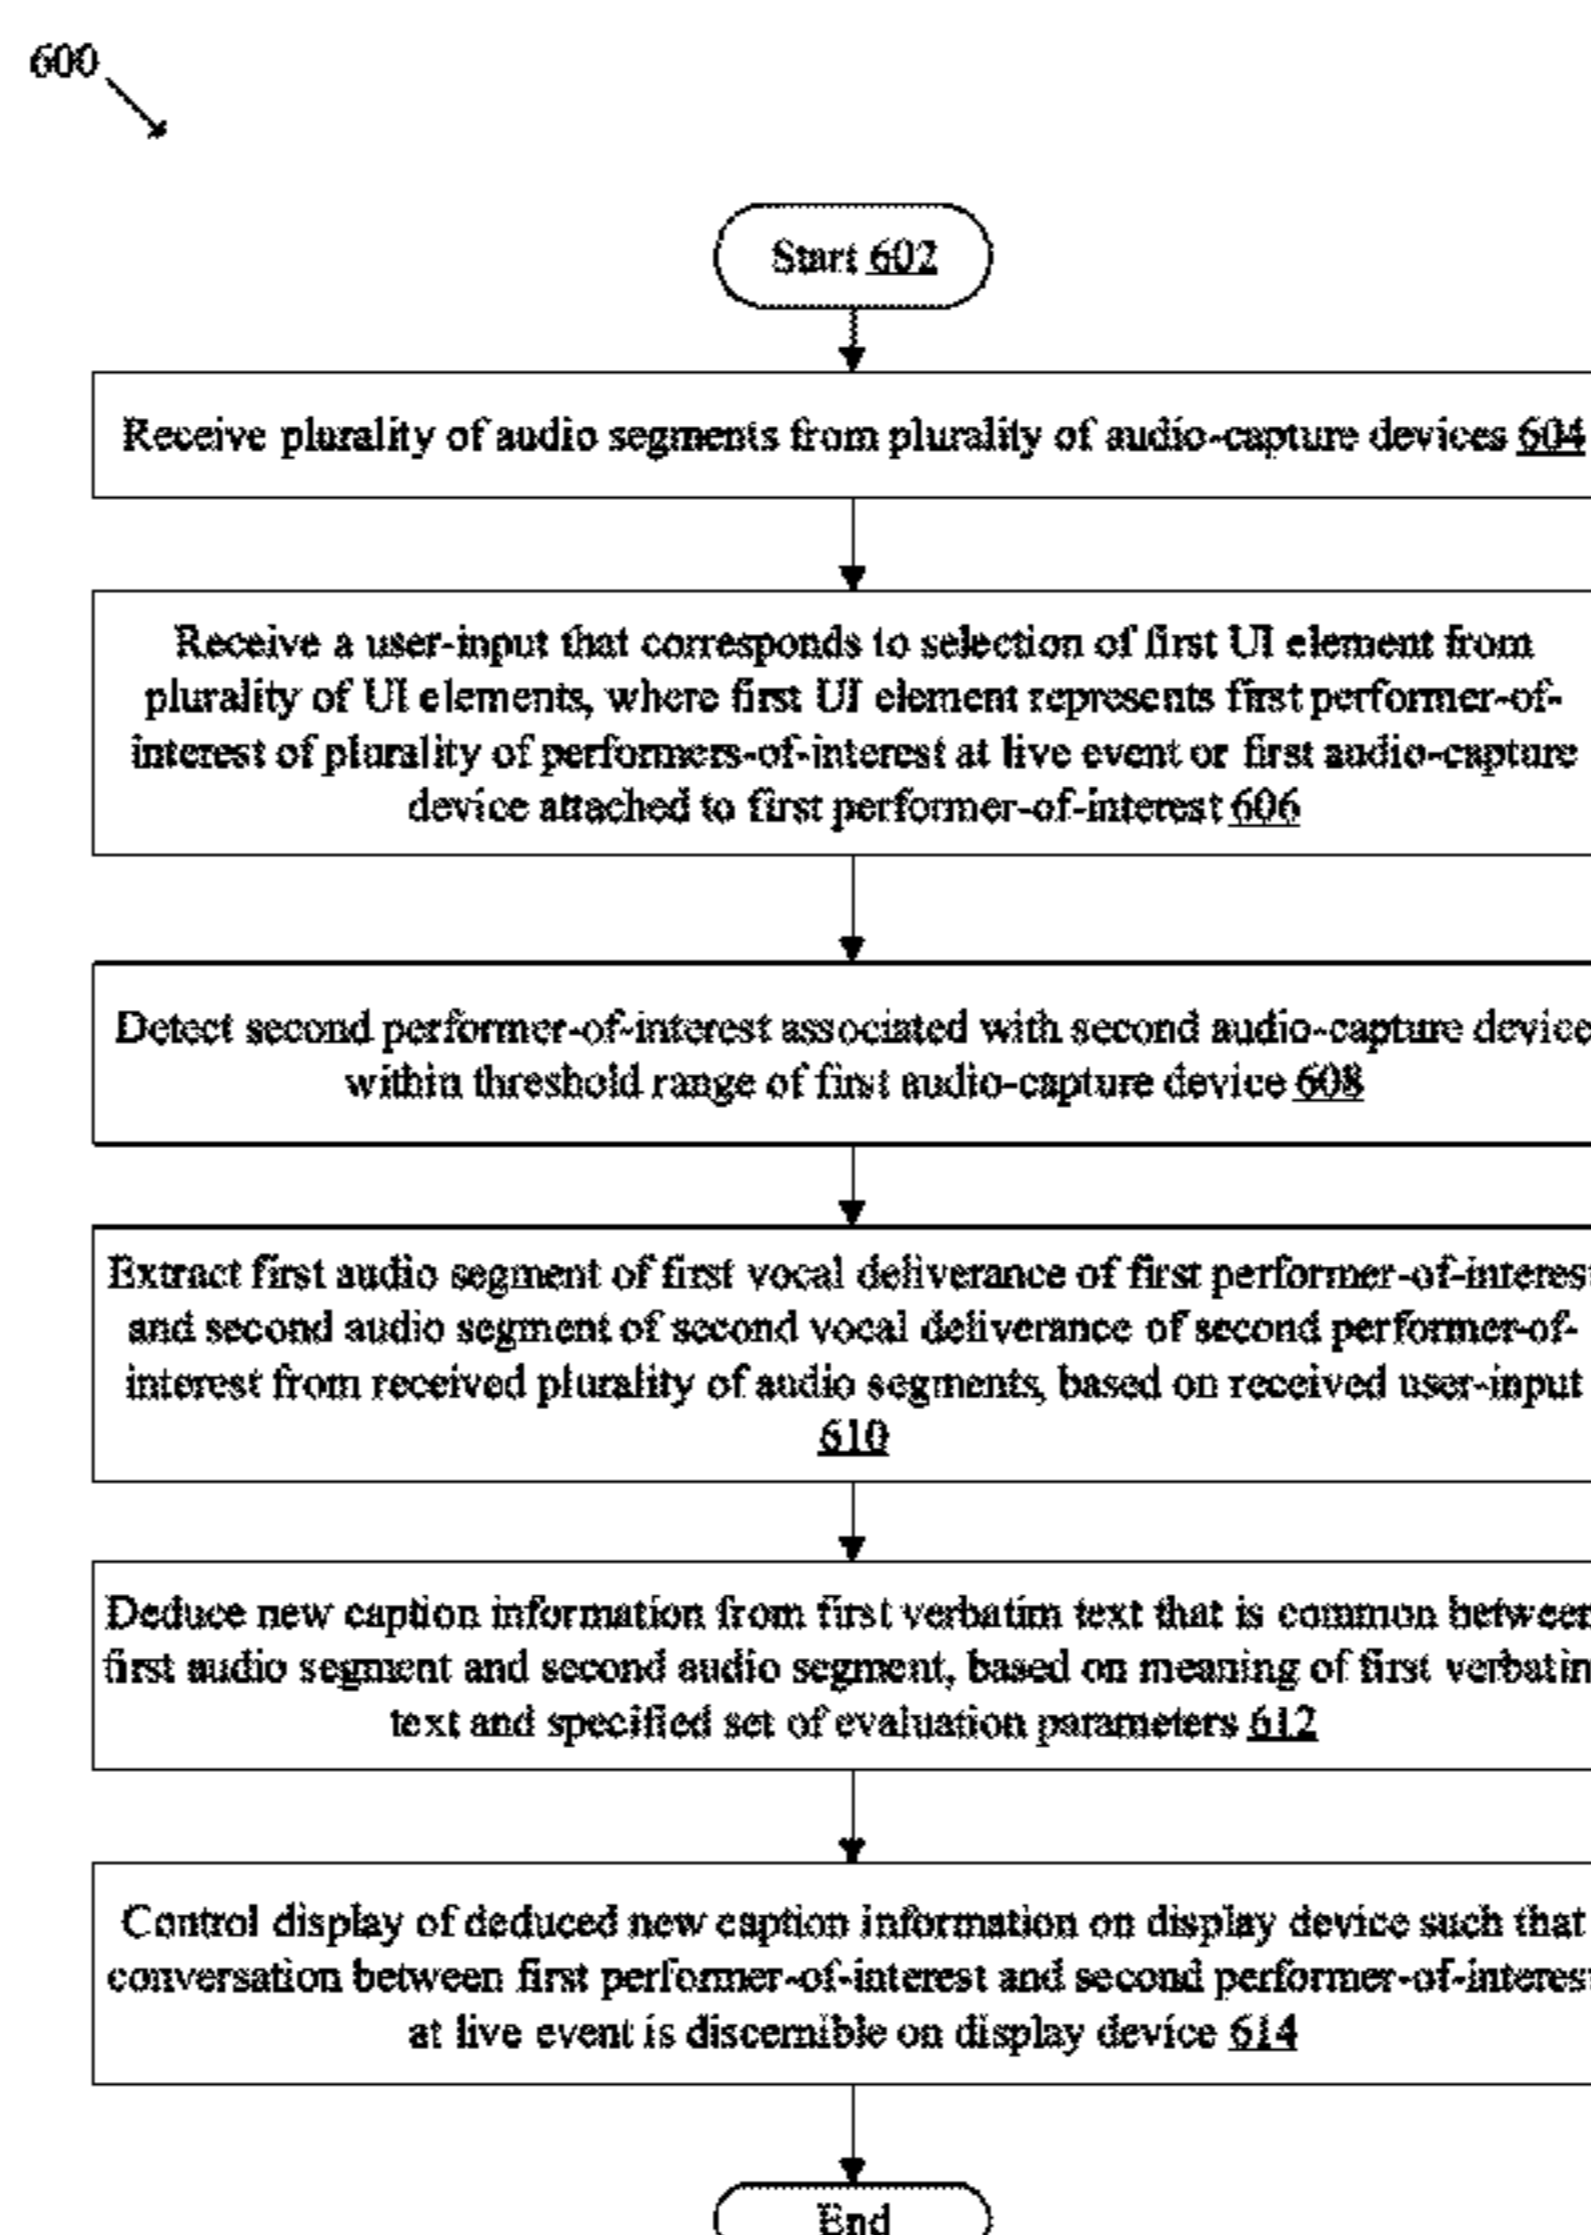 600
Start 602
Receive plurality of audio segments from plurality of audio-capture devices 604
Receive a user-input that corresponds to selection of first UI element from
plurality of UI elements, where first UI element represents first performer-of-
interest of plurality of performers-of-interest at live event or first audio-capture
device attached to first performer-of-interest 606
Detect second performer-of-interest associated with second audio-capture device
within threshold range of first audio-capture device 608
Extract first audio segment of first vocal deliverance of first performer-of-interest
and second audio segment of second vocal deliverance of second performer-of-
interest from received plurality of audio segments, based on received user-input
610
Deduce new caption information from first verbatim text that is common between
first audio segment and second audio segment, based on meaning of first verbatim
text and specified set of evaluation parameters 612
Control display of deduced new caption information on display device such that
conversation between first performer-of-interest and second performer-of-interest
at live event is discernible on display device 614
End